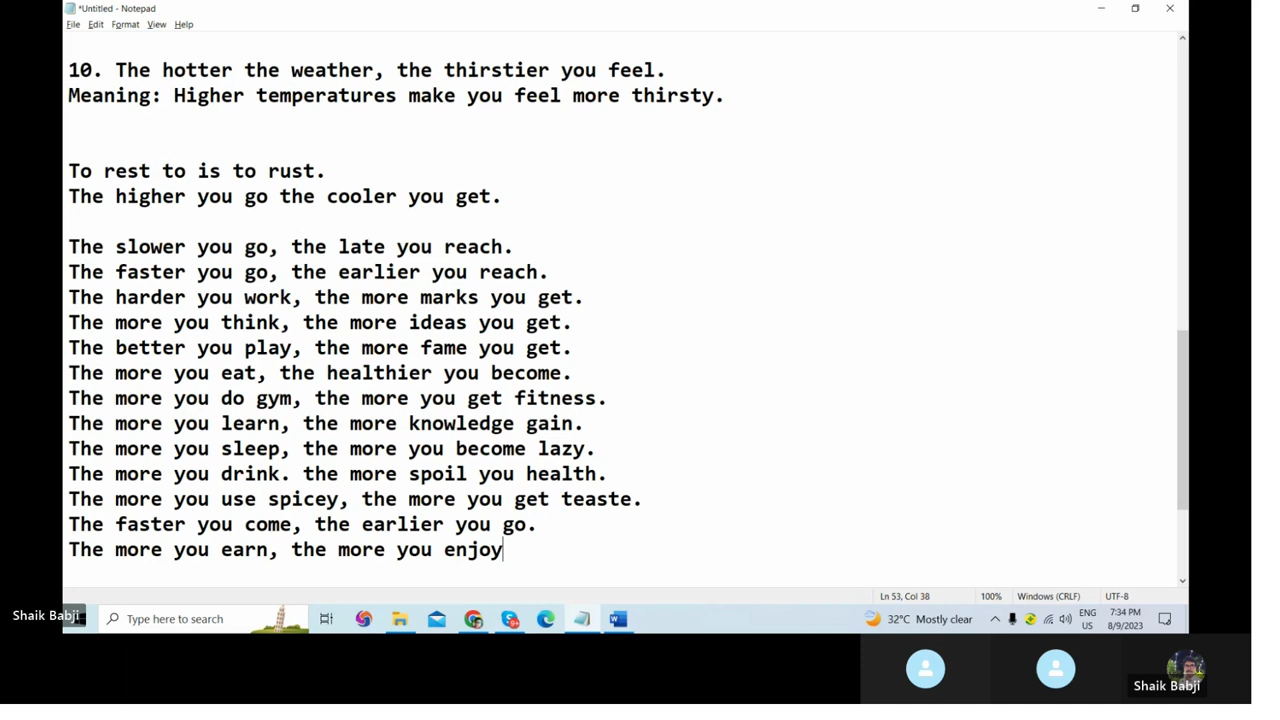 *Untitled - Notepad
File Edit Format View Help
10. The hotter the weather, the thirstier you feel.
Meaning: Higher temperatures make you feel more thirsty.
To rest to is to rust.
The higher you go the cooler you get.
The slower you go, the late you reach.
The faster you go, the earlier you reach.
The harder you work, the more marks you get.
The more you think, the more ideas you get.
The better you play, the more fame you get.
The more you eat, the healthier you become.
The more you do gym, the more you get fitness.
The more you learn, the more knowledge gain.
The more you sleep, the more you become lazy.
The more you drink. the more spoil you health.
The more you use spicey, the more you get teaste.
The faster you come, the earlier you go.
The more you earn, the more you enjoy
Ln 53, Col 38 100% Windows (CRLF) UTF-8
Shaik Babji
Type here to search
32°C Mostly clear
ENG
US
7:34 PM
8/9/2023
Shaik Babji